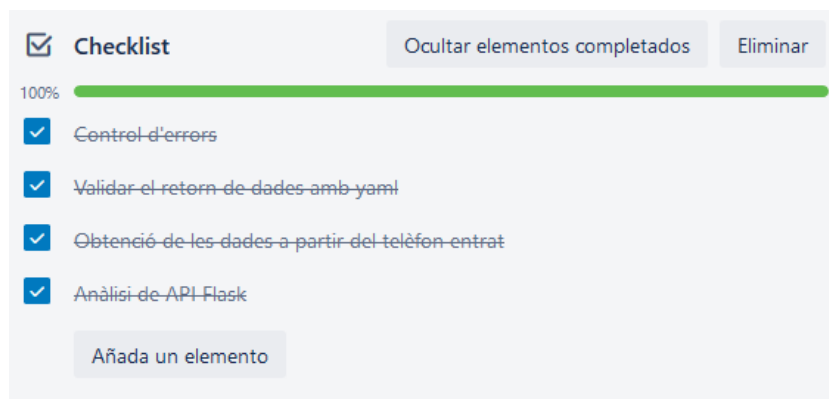 Checklist
Ocultar elementos completados
Eliminar
100%
Control d'errors
Validar el retorn de dades amb yaml
Obtenció de les dades a partir del telèfon entrat
Anàlisi de API Flask
Añada un elemento